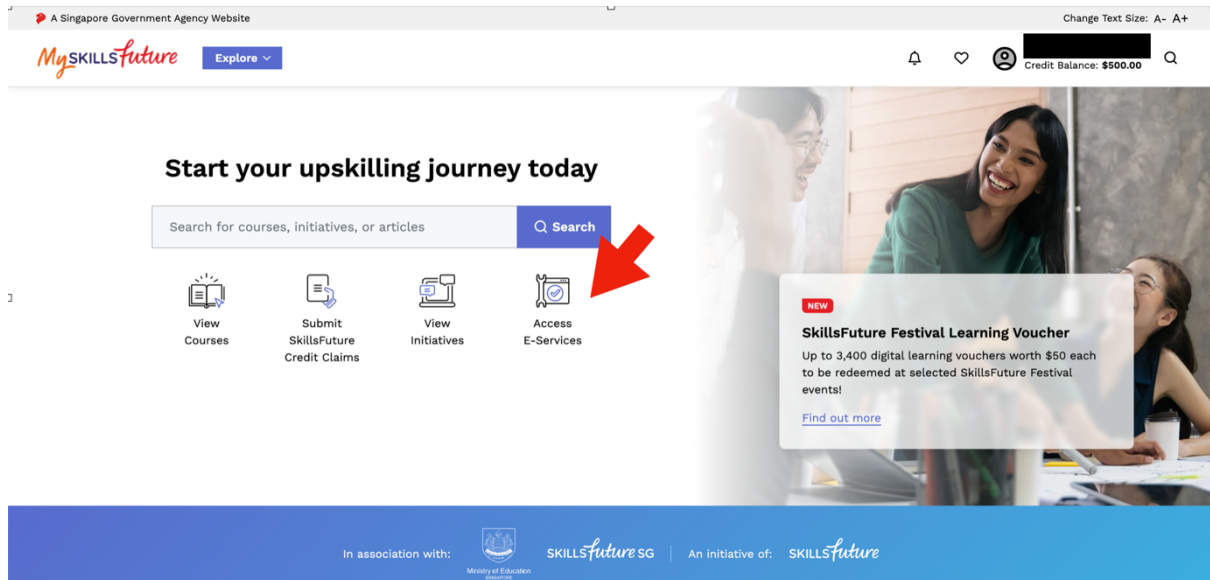 A Singapore Government Agency Website
Change Text Size: A- A+
MySKILLSfuture
Explore
Credit Balance: $500.00
Start your upskilling journey today
Search for courses, initiatives, or articles
Search
View
Courses
Submit
SkillsFuture
Credit Claims
View
Initiatives
Access
E-Services
NEW
SkillsFuture Festival Learning Voucher
Up to 3,400 digital learning vouchers worth $50 each
to be redeemed at selected SkillsFuture Festival
events!
Find out more
In association with:
Ministry of Education
SINGAPORE
SKILLSfuture SG
An initiative of:
SKILLSfuture